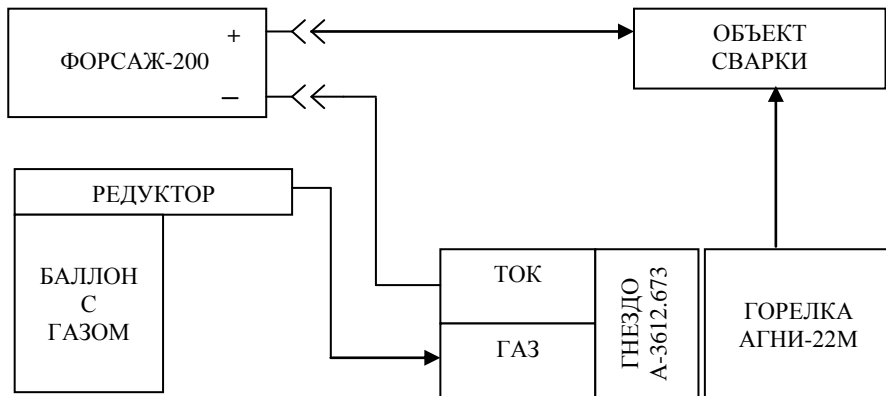 ФОРСАЖ-200
+
–
ОБЪЕКТ
СВАРКИ
РЕДУКТОР
БАЛЛОН
С
ГАЗОМ
ТОК
ГАЗ
ГНЕЗДО
А-3612.673
ГОРЕЛКА
АГНИ-22М